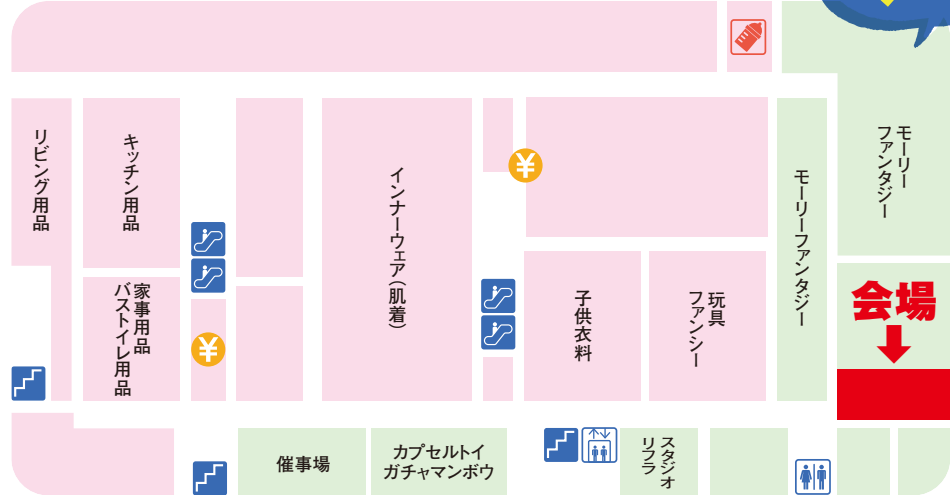 リビング用品
キッチン用品
家事用品
バストイレ用品
¥
インナーウェア(肌着)
¥
子供衣料
玩具
ファンシー
モーリーファンタジー
モーリー
ファンタジー
会場
催事場
カプセルトイ
ガチャマンボウ
スタジオ
リフラ